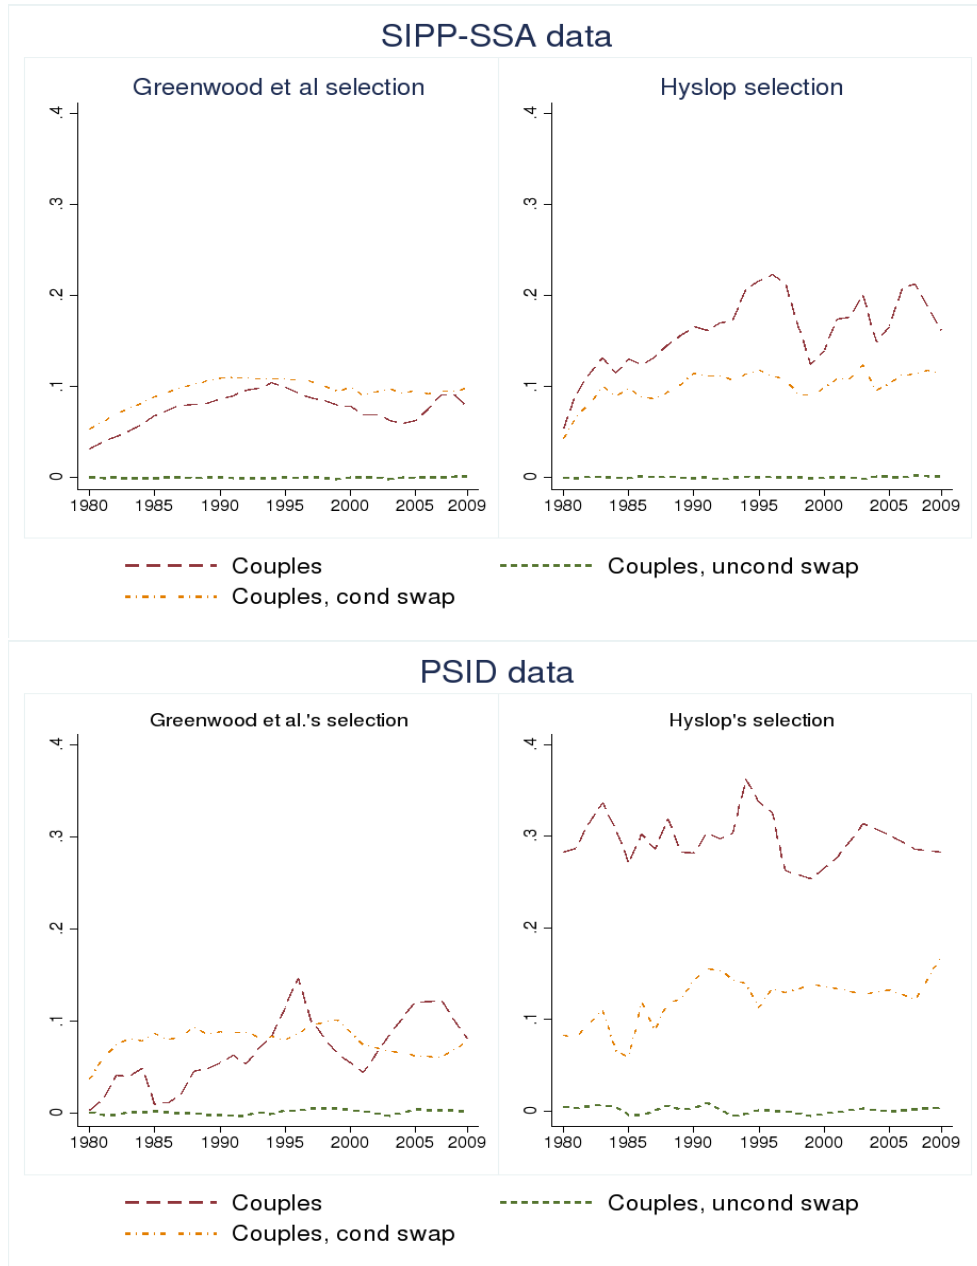 SIPP-SSA data
Greenwood et al selection
Hyslop selection
.4
.3
.2
.1
0
1980 1985 1990 1995 2000 2005 2009
.4
.3
.2
.1
0
1980 1985 1990 1995 2000 2005 2009
Couples
Couples, uncond swap
Couples, cond swap
PSID data
Greenwood et al.'s selection
Hyslop's selection
.4
.3
.2
.1
0
1980 1985 1990 1995 2000 2005 2009
.4
.3
.2
.1
0
1980 1985 1990 1995 2000 2005 2009
Couples
Couples, uncond swap
Couples, cond swap